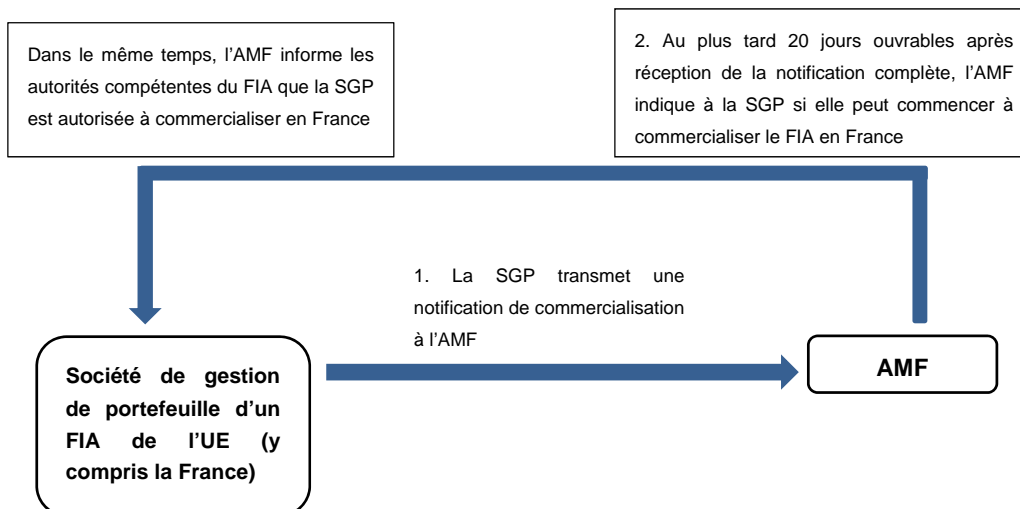 Dans le même temps, l'AMF informe les
autorités compétentes du FIA que la SGP
est autorisée à commercialiser en France
2. Au plus tard 20 jours ouvrables après
réception de la notification complète, l'AMF
indique à la SGP si elle peut commencer à
commercialiser le FIA en France
1. La SGP transmet une
notification de commercialisation
à l'AMF
Société de gestion
de portefeuille d'un
FIA de l'UE (y
compris la France)
AMF